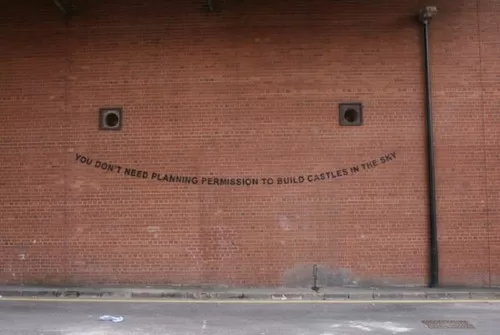 YOU DON'T NEED PLANNING PERMISSION TO BUILD CASTLES IN THE SKY